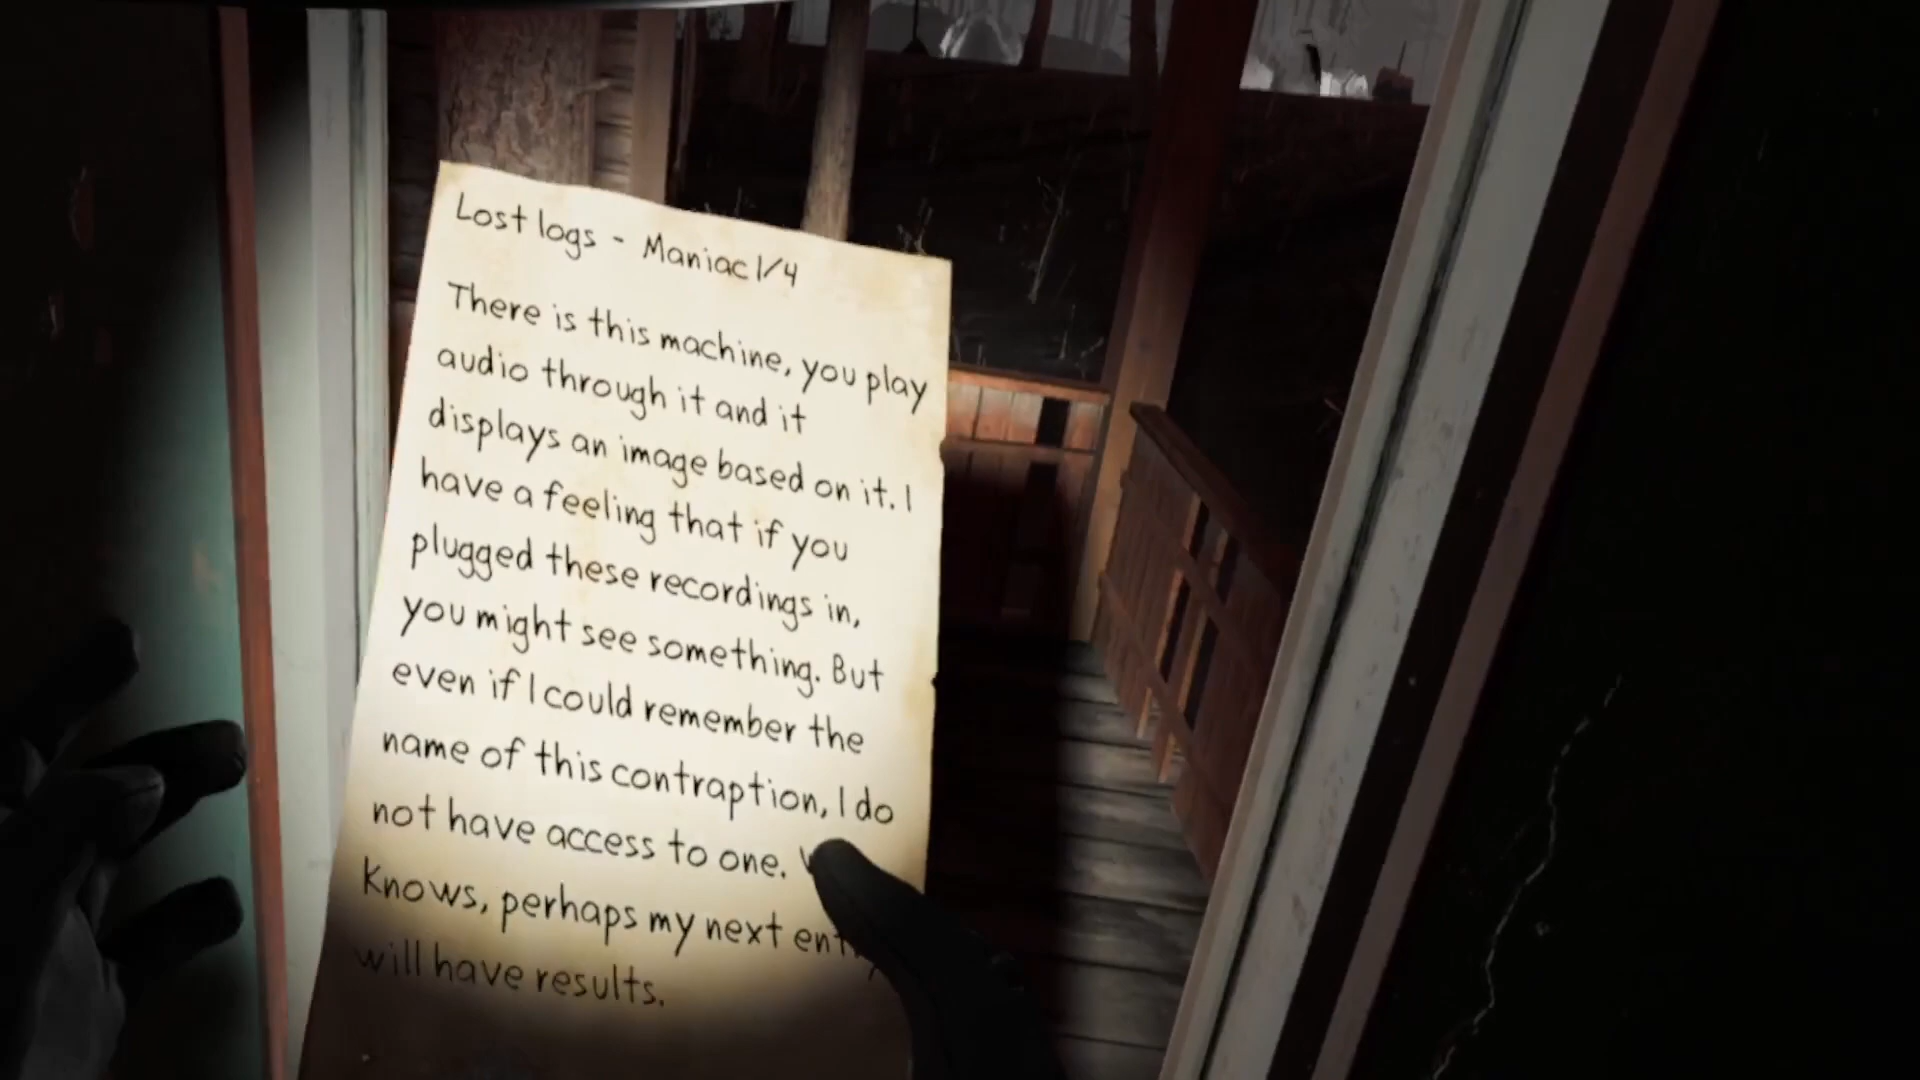 Lost logs - Maniac 1/4
There is this machine, you play
audio through it and it
displays an image based on it. I
have a feeling that if you
plugged these recordings in,
you might see something. But
even if I could remember the
name of this contraption, I do
not have access to one.
Knows, perhaps my next
will have results.